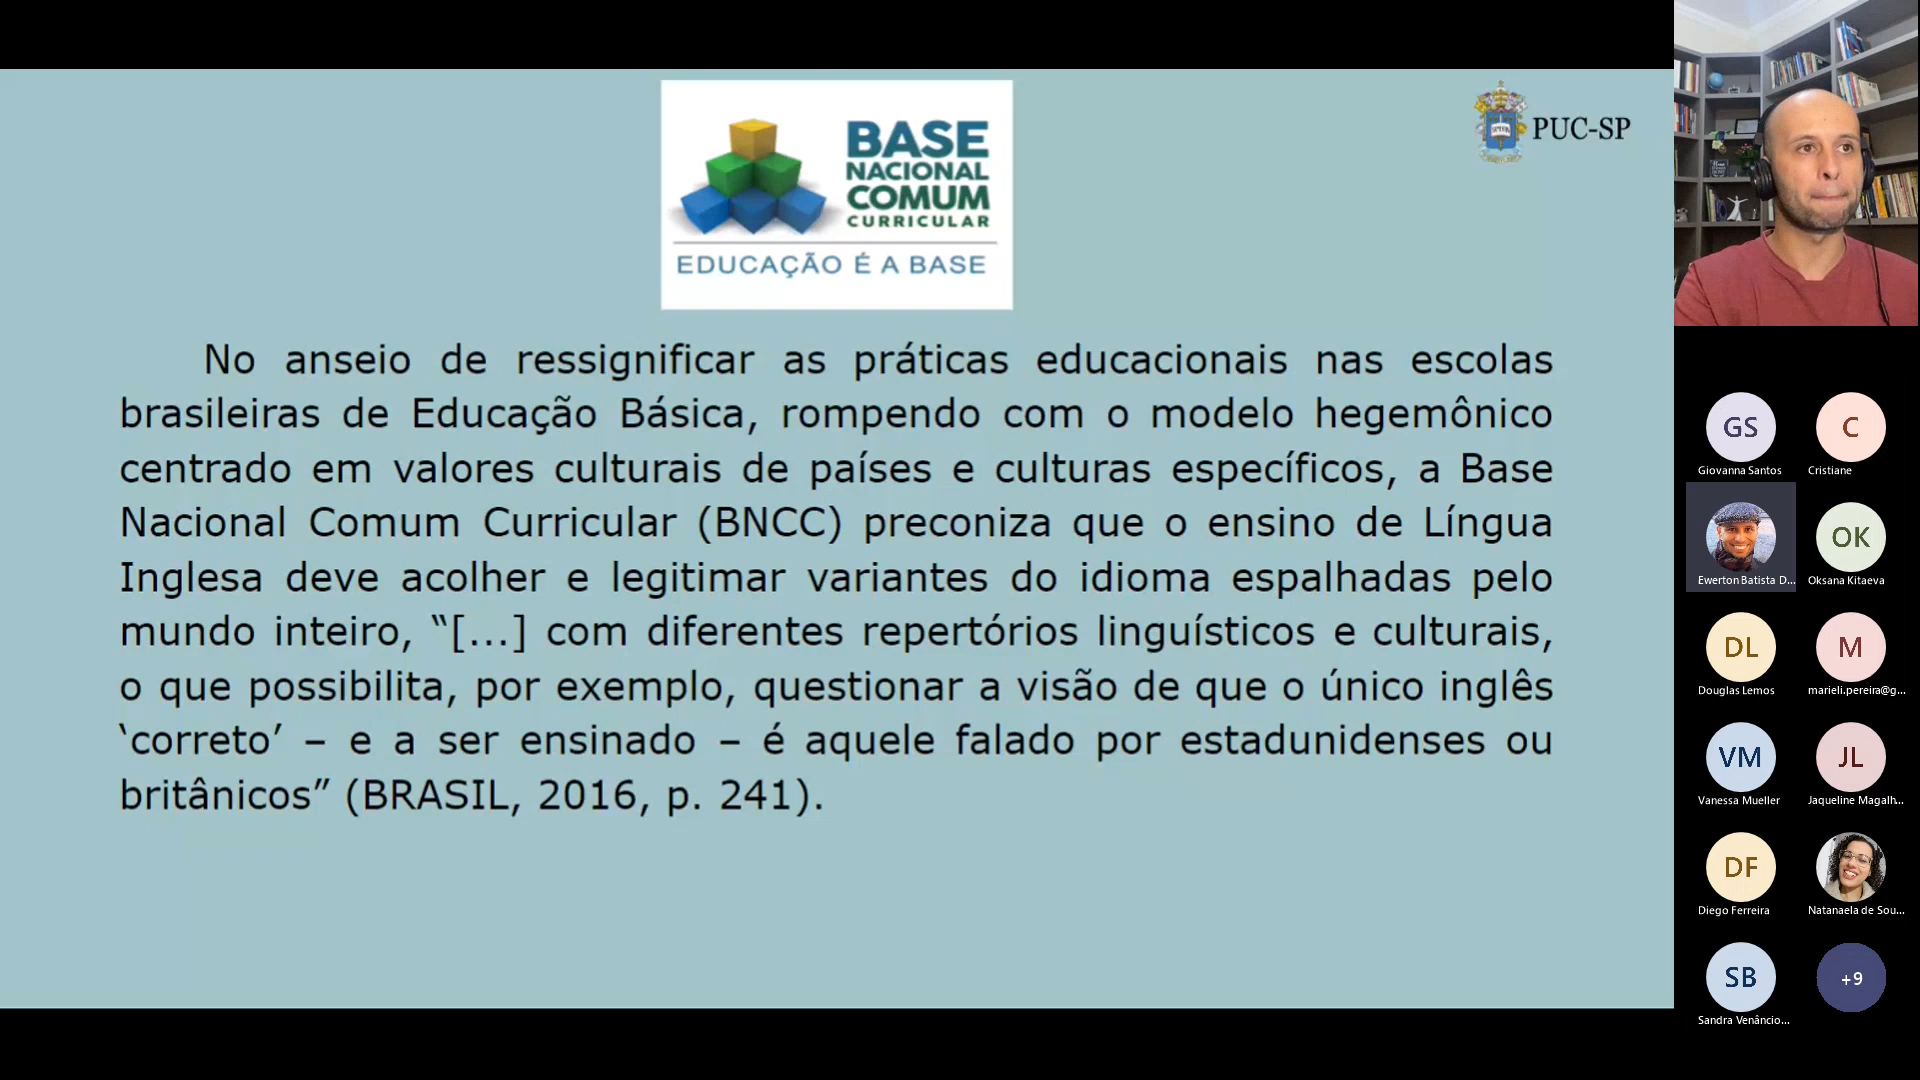 BASE
NACIONAL
COMUM
CURRICULAR
EDUCAÇÃO É A BASE
PUC-SP
No anseio de ressignificar as práticas educacionais nas escolas
brasileiras de Educação Básica, rompendo com o modelo hegemônico
centrado em valores culturais de países e culturas específicos, a Base
Nacional Comum Curricular (BNCC) preconiza que o ensino de Língua
Inglesa deve acolher e legitimar variantes do idioma espalhadas pelo
mundo inteiro, “[...] com diferentes repertórios linguísticos e culturais,
o que possibilita, por exemplo, questionar a visão de que o único inglês
‘correto’ – e a ser ensinado – é aquele falado por estadunidenses ou
britânicos” (BRASIL, 2016, p. 241).
GS
Giovanna Santos
C
Cristiane
Ewerton Batista D...
OK
Oksana Kitaeva
DL
Douglas Lemos
M
marieli.pereira@g...
VM
Vanessa Mueller
JL
Jaqueline Magalh...
DF
Diego Ferreira
Natanaela de Sou...
SB
Sandra Venâncio...
+9